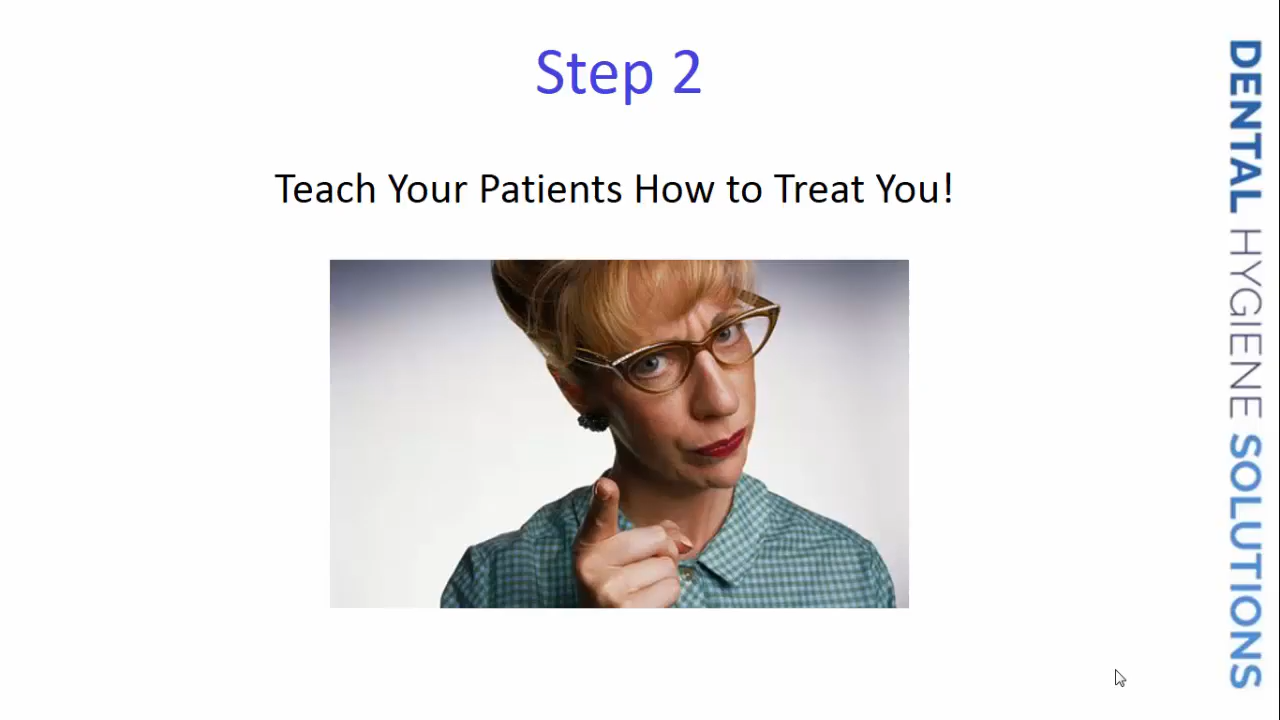 Step 2
Teach Your Patients How to Treat You!
DENTAL HYGIENE SOLUTIONS